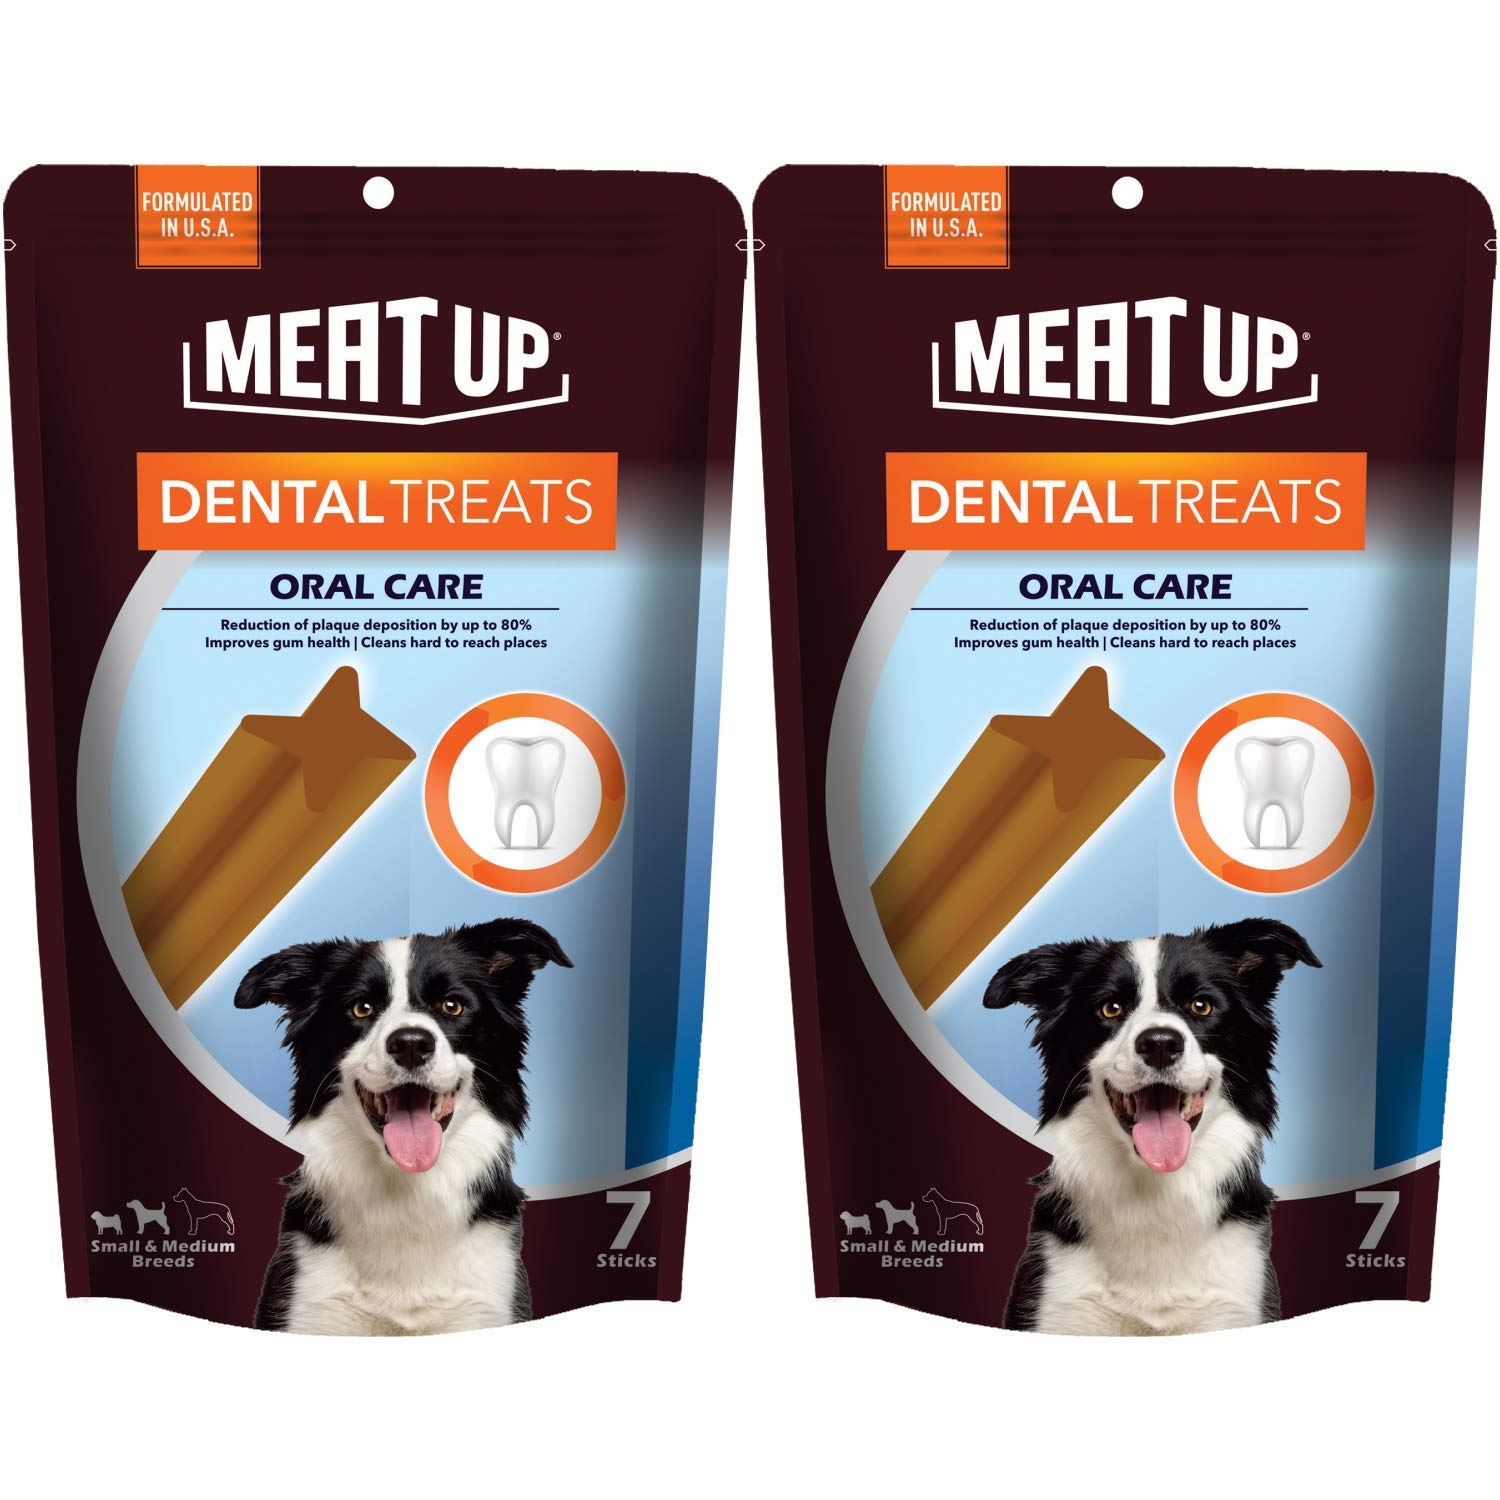 FORMULATED
IN U.S.A.
MEAT UP®
DENTAL TREATS
ORAL CARE
Reduction of plaque deposition by up to 80%
Improves gum health | Cleans hard to reach places
Small & Medium
Breeds
7
Sticks
FORMULATED
IN U.S.A.
MEAT UP®
DENTAL TREATS
ORAL CARE
Reduction of plaque deposition by up to 80%
Improves gum health | Cleans hard to reach places
Small & Medium
Breeds
7
Sticks